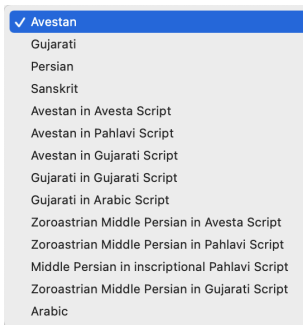 Avestan
Gujarati
Persian
Sanskrit
Avestan in Avesta Script
Avestan in Pahlavi Script
Avestan in Gujarati Script
Gujarati in Gujarati Script
Gujarati in Arabic Script
Zoroastrian Middle Persian in Avesta Script
Zoroastrian Middle Persian in Pahlavi Script
Middle Persian in inscriptional Pahlavi Script
Zoroastrian Middle Persian in Gujarati Script
Arabic